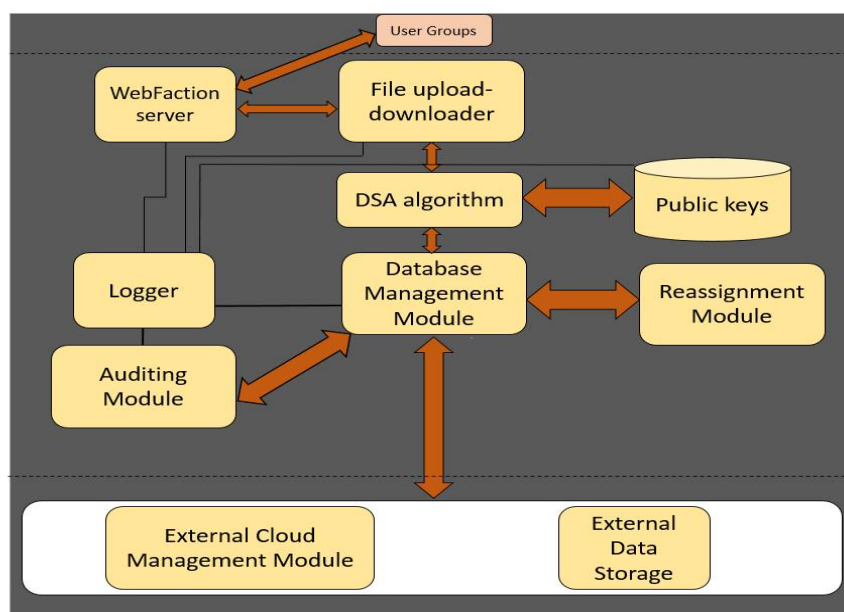 User Groups
WebFaction
server
File upload-
downloader
DSA algorithm
Public keys
Logger
Database
Management
Module
Reassignment
Module
Auditing
Module
External Cloud
Management Module
External
Data
Storage